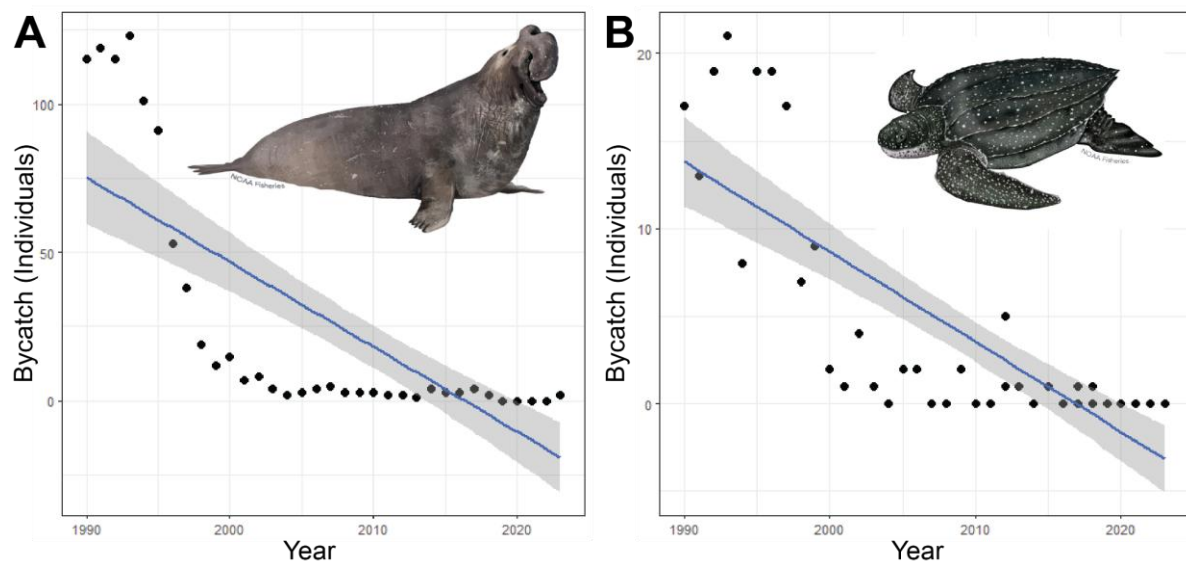 A
B
NOAA Fisheries
NOAA Fisheries
Bycatch (Individuals)
100
50
0
Bycatch (Individuals)
20
10
0
1990
2000
2010
2020
Year
1990
2000
2010
2020
Year